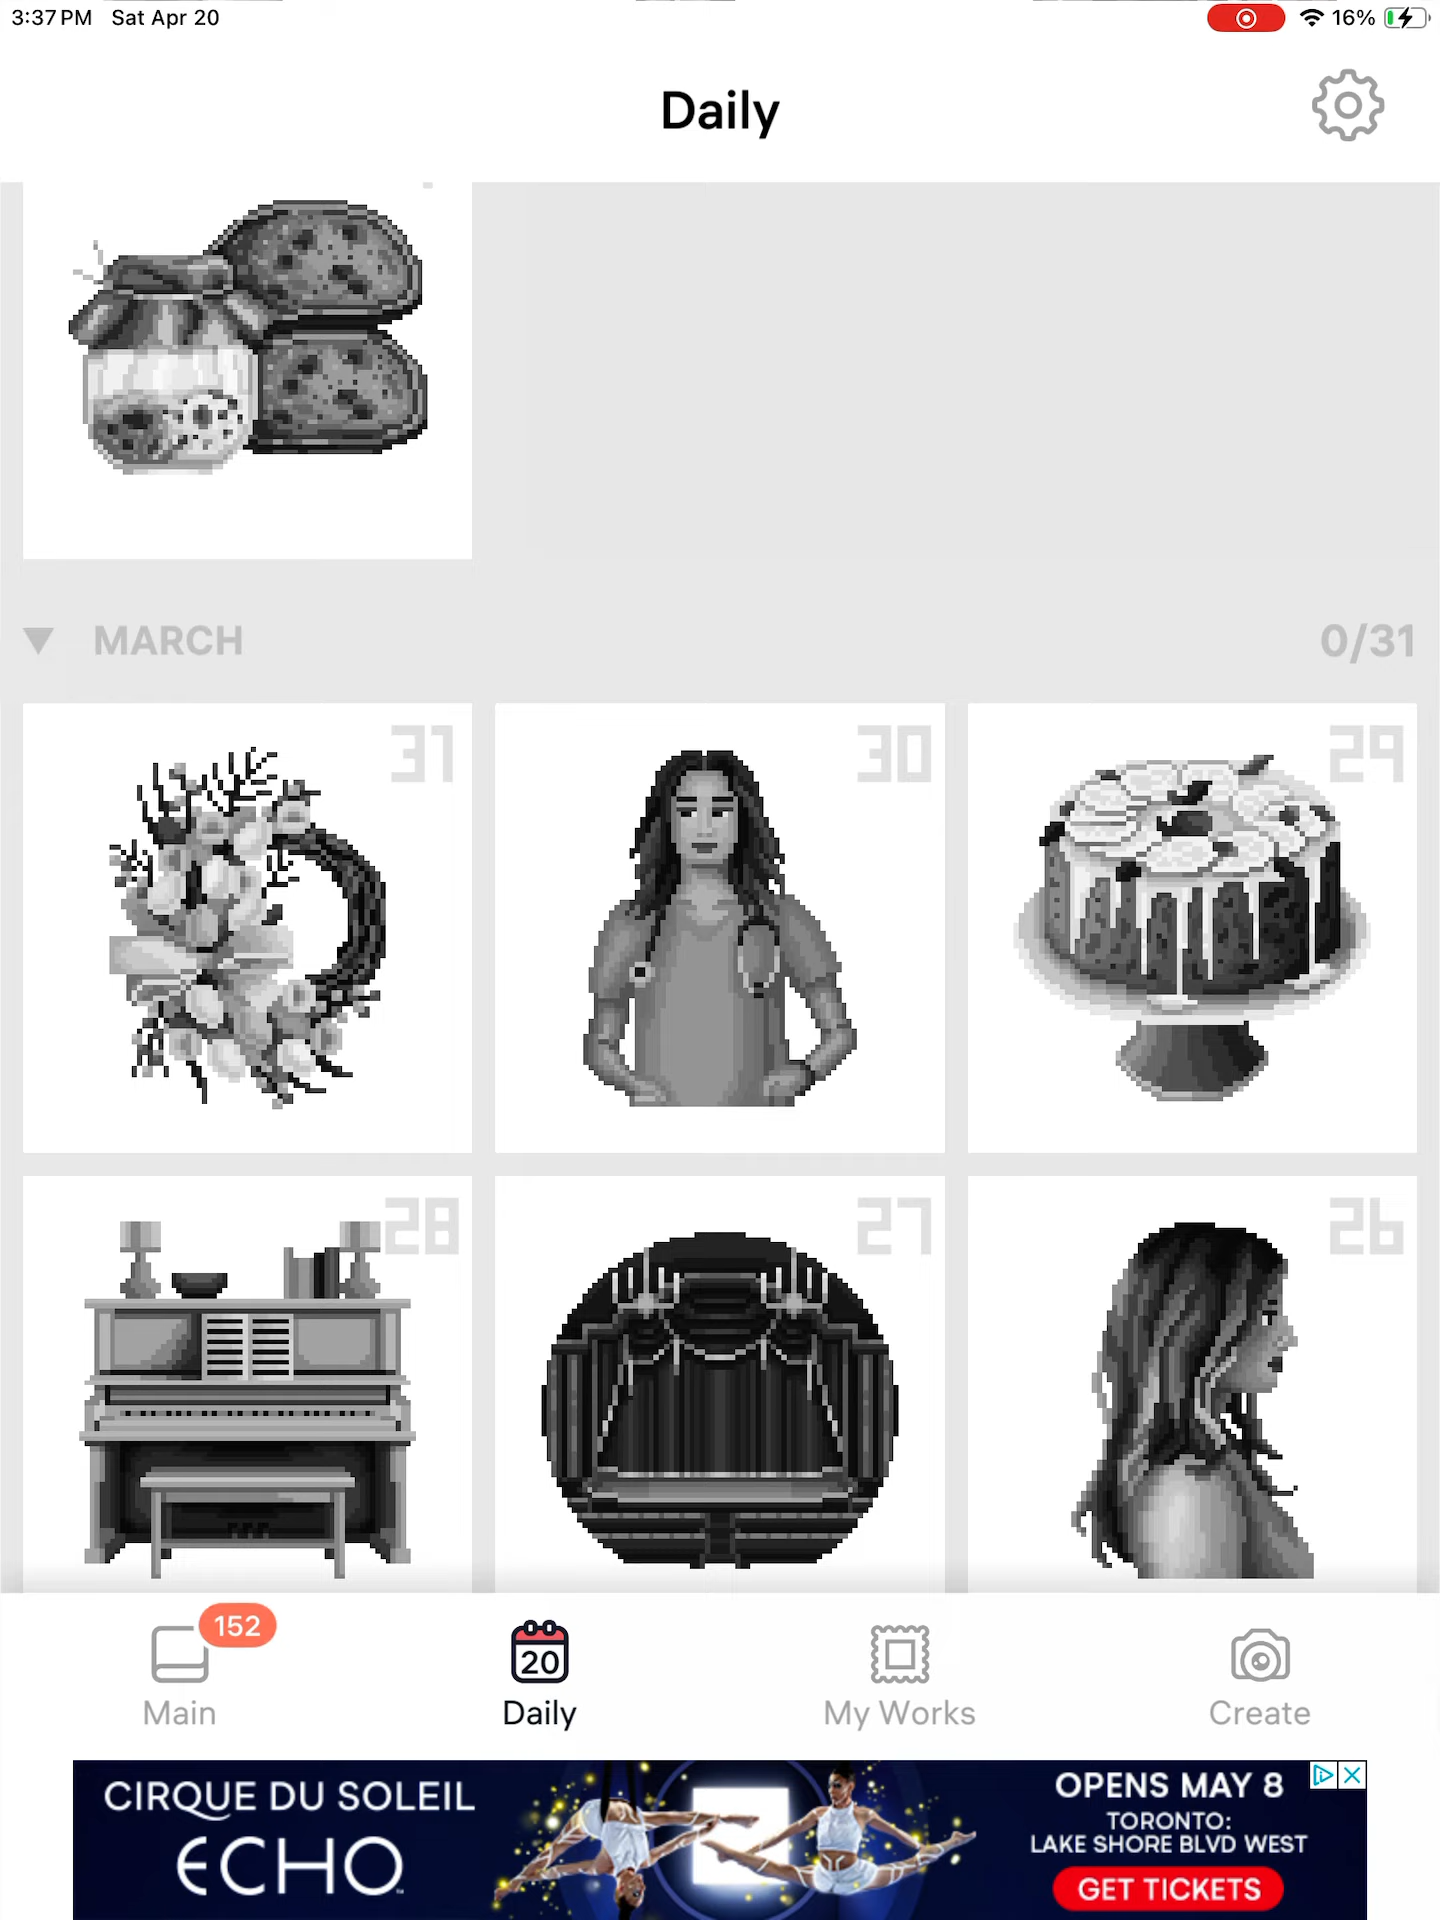 3:37 PM Sat Apr 20 16%
Daily
MARCH 0/31
31 30 29
28 27 26
152
20
Main Daily My Works Create
CIRQUE DU SOLEIL
ECHO
OPENS MAY 8
TORONTO:
LAKE SHORE BLVD WEST
GET TICKETS